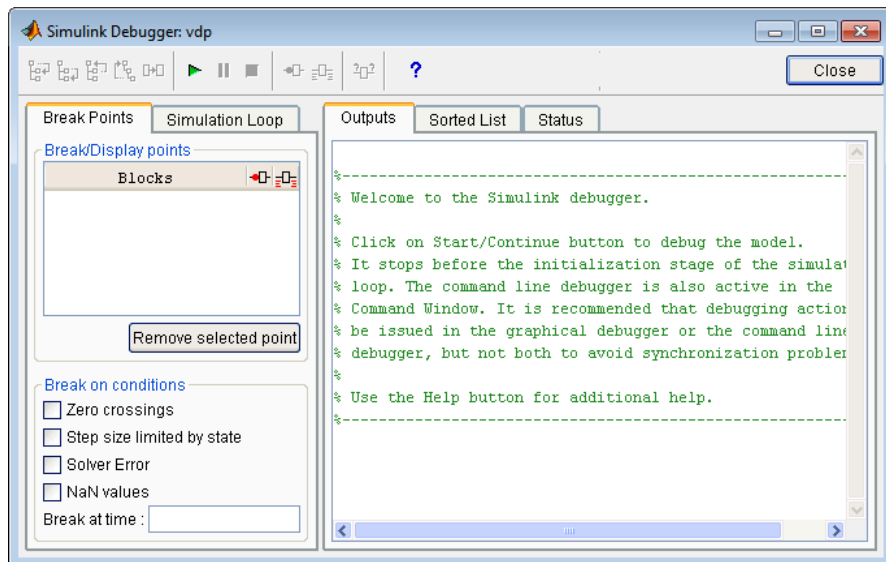 Simulink Debugger: vdp
Close
Break Points
Simulation Loop
Outputs
Sorted List
Status
Break/Display points
Blocks
Remove selected point
Break on conditions
Zero crossings
Step size limited by state
Solver Error
NaN values
Break at time :
%--------------------------------------------------------
% Welcome to the Simulink debugger.
%
% Click on Start/Continue button to debug the model.
% It stops before the initialization stage of the simulat
% loop. The command line debugger is also active in the
% Command Window. It is recommended that debugging action
% be issued in the graphical debugger or the command line
% debugger, but not both to avoid synchronization problem
%
% Use the Help button for additional help.
%--------------------------------------------------------